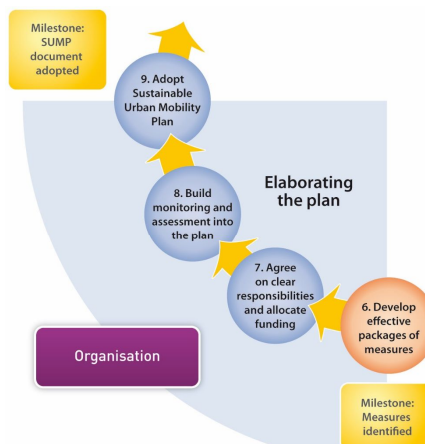 Milestone:
SUMP
document
adopted
9. Adopt
Sustainable
Urban Mobility
Plan
Elaborating
the plan
8. Build
monitoring and
assessment into
the plan
7. Agree
on clear
responsibilities
and allocate
funding
6. Develop
effective
packages of
measures
Organisation
Milestone:
Measures
identified